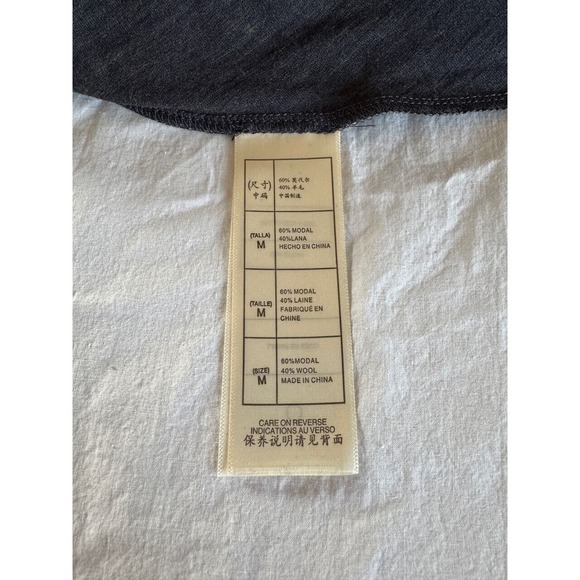 (尺寸)
中码
60% 莫代尔
40% 羊毛
中国制造
(TALLA)
M
60% MODAL
40%LANA
HECHO EN CHINA
(TAILLE)
M
60% MODAL
40% LAINE
FABRIQUÉ EN
CHINE
(SIZE)
M
60%MODAL
40% WOOL
MADE IN CHINA
CARE ON REVERSE
INDICATIONS AU VERSO
保养说明请见背面